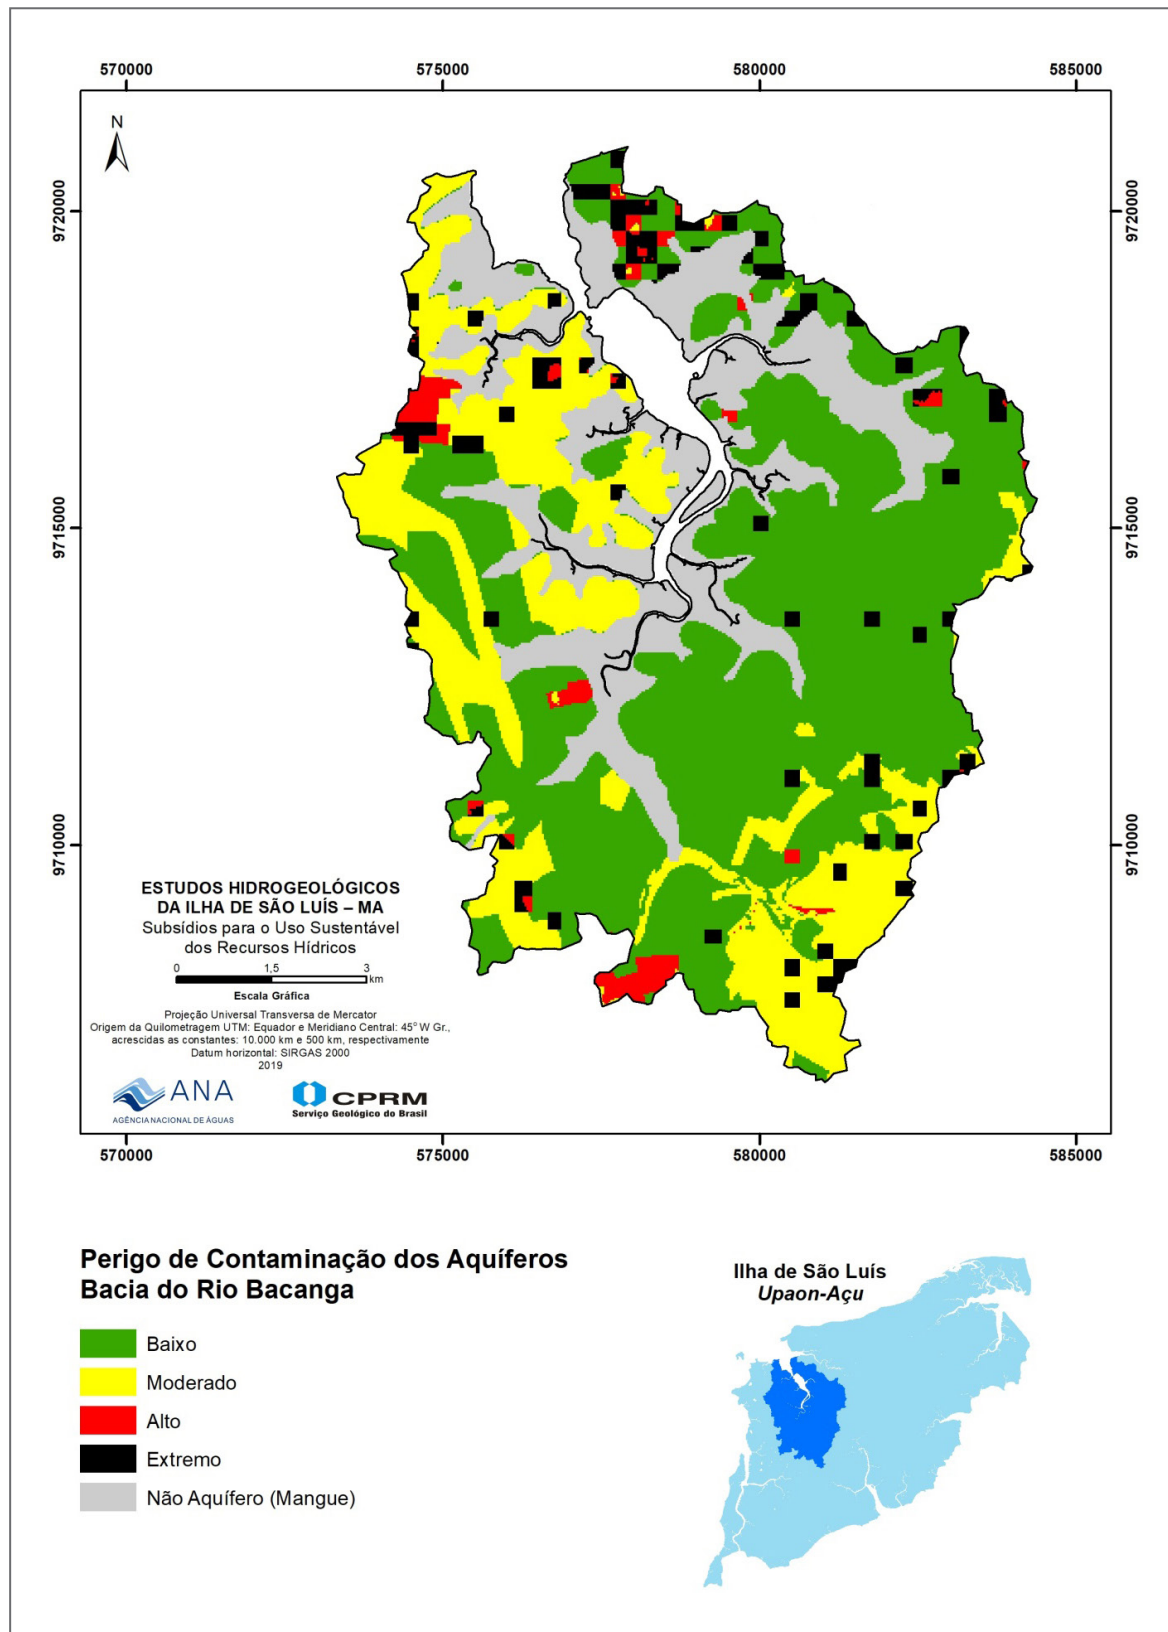 570000
575000
580000
585000
N
9720000
9720000
9715000
9715000
9710000
9710000
ESTUDOS HIDROGEOLÓGICOS
DA ILHA DE SÃO LUÍS – MA
Subsídios para o Uso Sustentável
dos Recursos Hídricos
0
1,5
3
km
Escala Gráfica
Projeção Universal Transversa de Mercator
Origem da Quilometragem UTM: Equador e Meridiano Central: 45° W Gr.,
acrescidas as constantes: 10.000 km e 500 km, respectivamente
Datum horizontal: SIRGAS 2000
2019
ANA
AGÊNCIA NACIONAL DE ÁGUAS
CPRM
Serviço Geológico do Brasil
570000
575000
580000
585000
Perigo de Contaminação dos Aquíferos
Bacia do Rio Bacanga
Baixo
Moderado
Alto
Extremo
Não Aquífero (Mangue)
Ilha de São Luís
Upaon-Açu